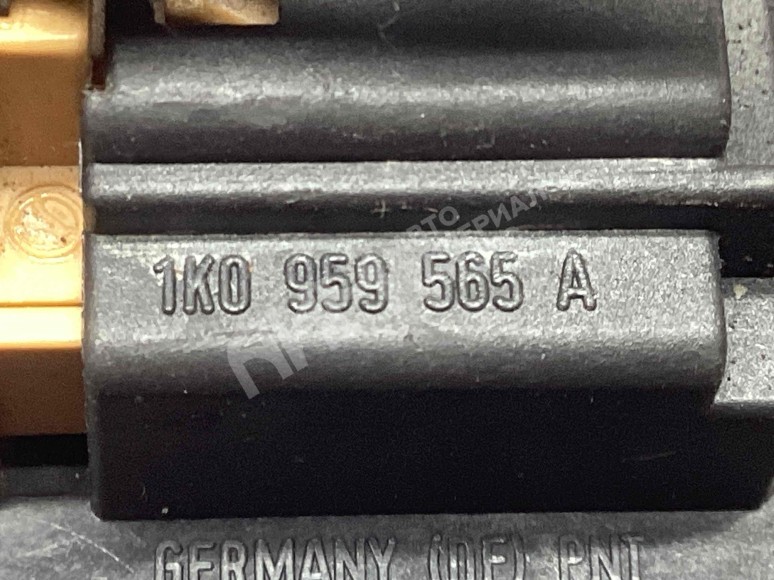 1K0 959 565 A
GERMANY (DE) PNT